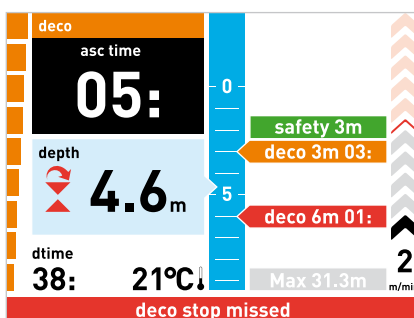 deco
asc time
05:
depth
4.6m
dtime
38: 21°C
0
5
safety 3m
deco 3m 03:
deco 6m 01:
Max 31.3m
2
m/min
deco stop missed